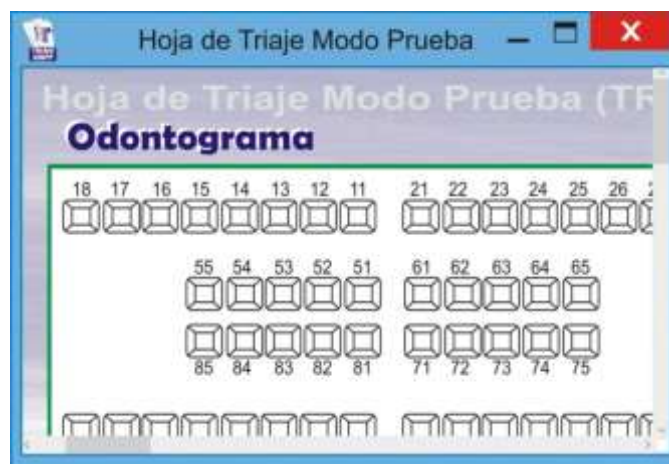 Hoja de Triaje Modo Prueba
Hoja de Triaje Modo Prueba (TR
Odontograma
18 17 16 15 14 13 12 11 21 22 23 24 25 26
55 54 53 52 51 61 62 63 64 65
85 84 83 82 81 71 72 73 74 75